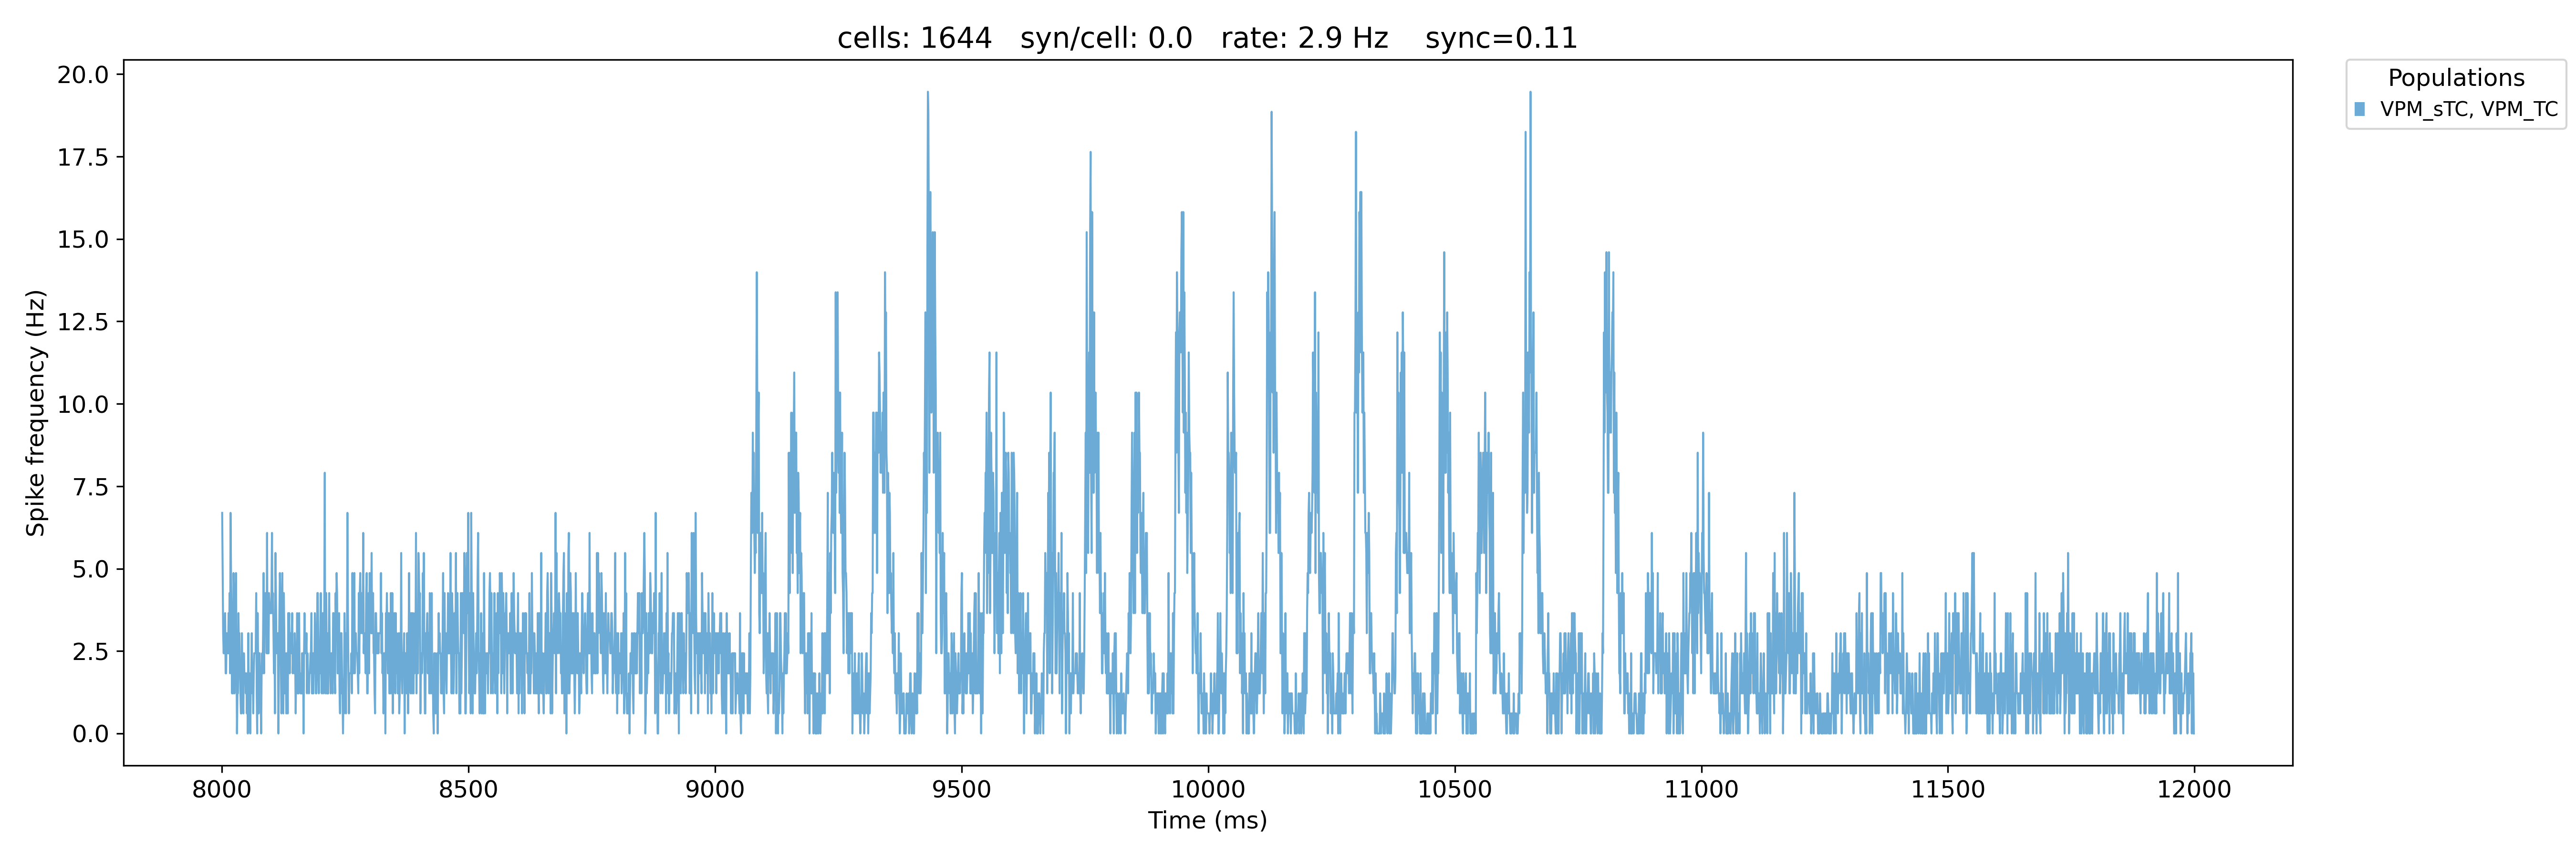 cells: 1644   syn/cell: 0.0   rate: 2.9 Hz    sync=0.11
Populations
VPM_sTC, VPM_TC
Spike frequency (Hz)
20.0
17.5
15.0
12.5
10.0
7.5
5.0
2.5
0.0
8000 8500 9000 9500 10000 10500 11000 11500 12000
Time (ms)